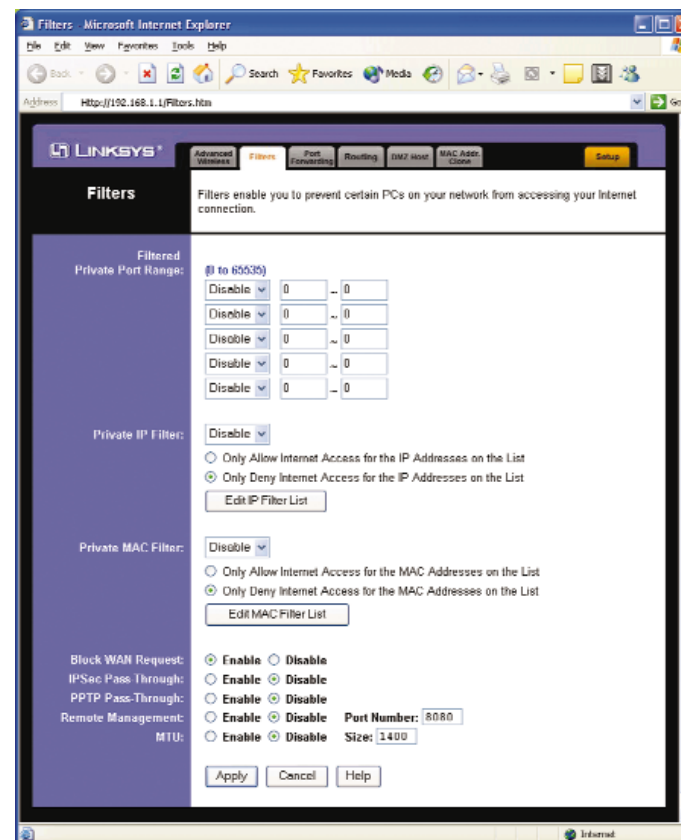 Filters - Microsoft Internet Explorer
File Edit View Favorites Tools Help
Back Search Favorites Media
Address Http://192.168.1.1/Filters.htm Go
LINKSYS®
Advanced Wireless Filters Port Forwarding Routing DMZ Host MAC Addr. Clone Setup
Filters
Filters enable you to prevent certain PCs on your network from accessing your Internet
connection.
Filtered
Private Port Range: (0 to 65535)
Disable 0 ~ 0
Disable 0 ~ 0
Disable 0 ~ 0
Disable 0 ~ 0
Disable 0 ~ 0
Private IP Filter: Disable
Only Allow Internet Access for the IP Addresses on the List
Only Deny Internet Access for the IP Addresses on the List
Edit IP Filter List
Private MAC Filter: Disable
Only Allow Internet Access for the MAC Addresses on the List
Only Deny Internet Access for the MAC Addresses on the List
Edit MAC Filter List
Block WAN Request: Enable Disable
IPSec Pass Through: Enable Disable
PPTP Pass-Through: Enable Disable
Remote Management: Enable Disable Port Number: 8080
MTU: Enable Disable Size: 1400
Apply Cancel Help
Internet